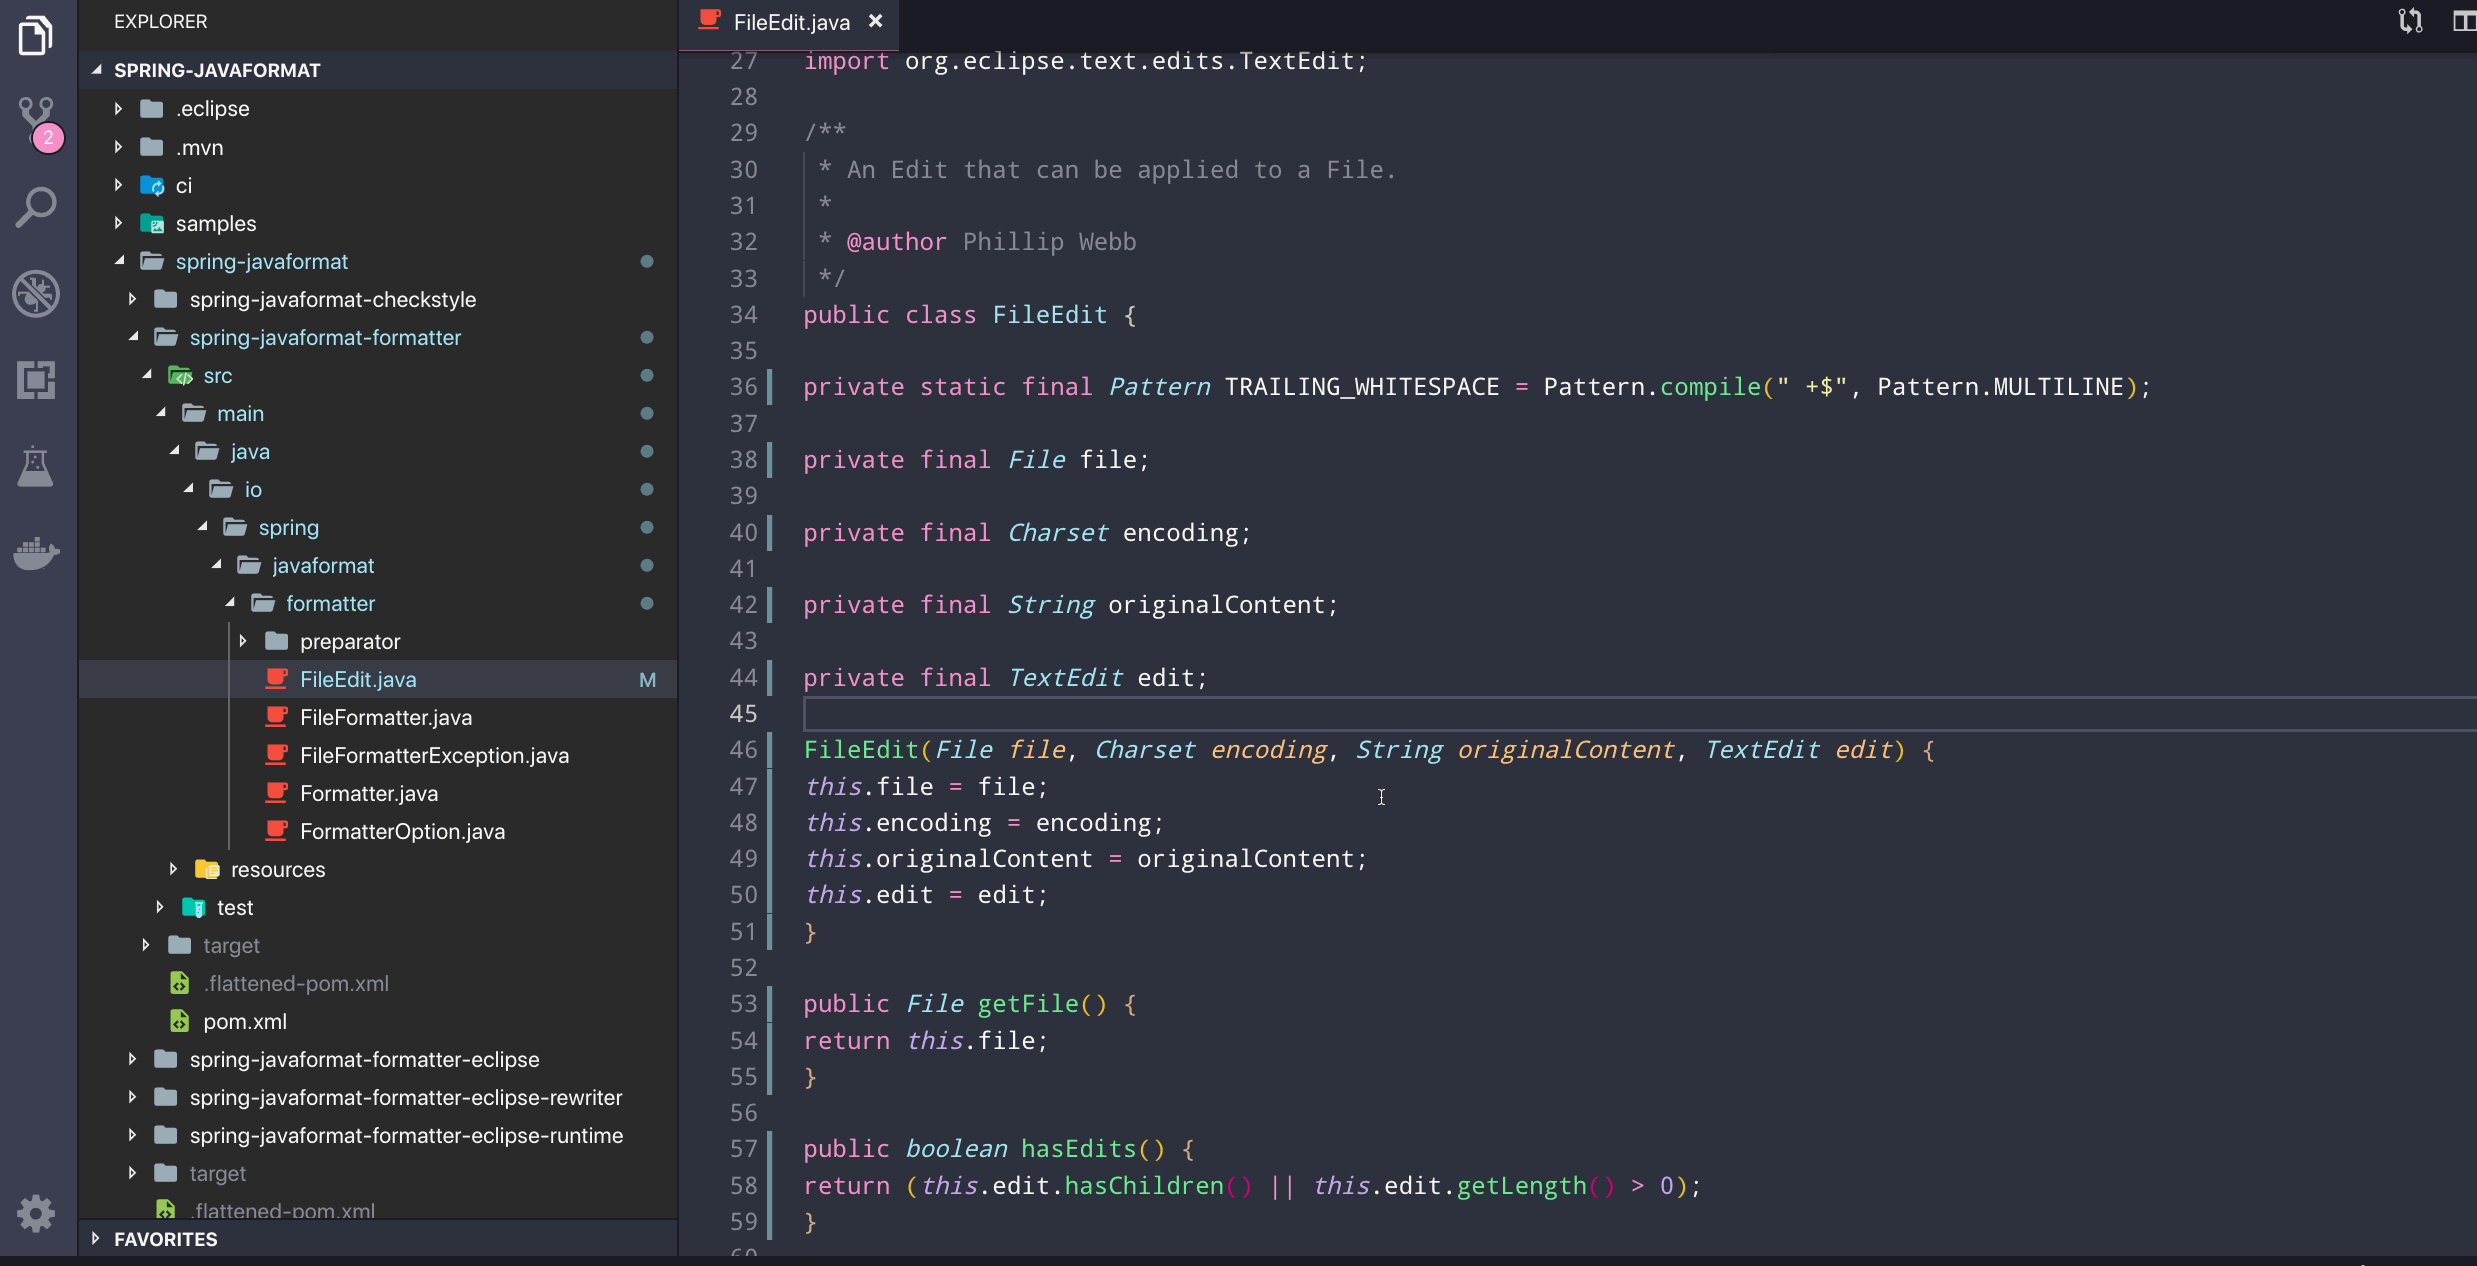 EXPLORER
SPRING-JAVAFORMAT
.eclipse
.mvn
ci
samples
spring-javaformat
spring-javaformat-checkstyle
spring-javaformat-formatter
src
main
java
io
spring
javaformat
formatter
preparator
FileEdit.java M
FileFormatter.java
FileFormatterException.java
Formatter.java
FormatterOption.java
resources
test
target
.flattened-pom.xml
pom.xml
spring-javaformat-formatter-eclipse
spring-javaformat-formatter-eclipse-rewriter
spring-javaformat-formatter-eclipse-runtime
target
.flattened-pom.xml
FAVORITES
2
FileEdit.java ×
27 import org.eclipse.text.edits.TextEdit;
28
29 /**
30 * An Edit that can be applied to a File.
31 *
32 * @author Phillip Webb
33 */
34 public class FileEdit {
35
36 private static final Pattern TRAILING_WHITESPACE = Pattern.compile(" +$", Pattern.MULTILINE);
37
38 private final File file;
39
40 private final Charset encoding;
41
42 private final String originalContent;
43
44 private final TextEdit edit;
45
46 FileEdit(File file, Charset encoding, String originalContent, TextEdit edit) {
47 this.file = file;
48 this.encoding = encoding;
49 this.originalContent = originalContent;
50 this.edit = edit;
51 }
52
53 public File getFile() {
54 return this.file;
55 }
56
57 public boolean hasEdits() {
58 return (this.edit.hasChildren() || this.edit.getLength() > 0);
59 }
60